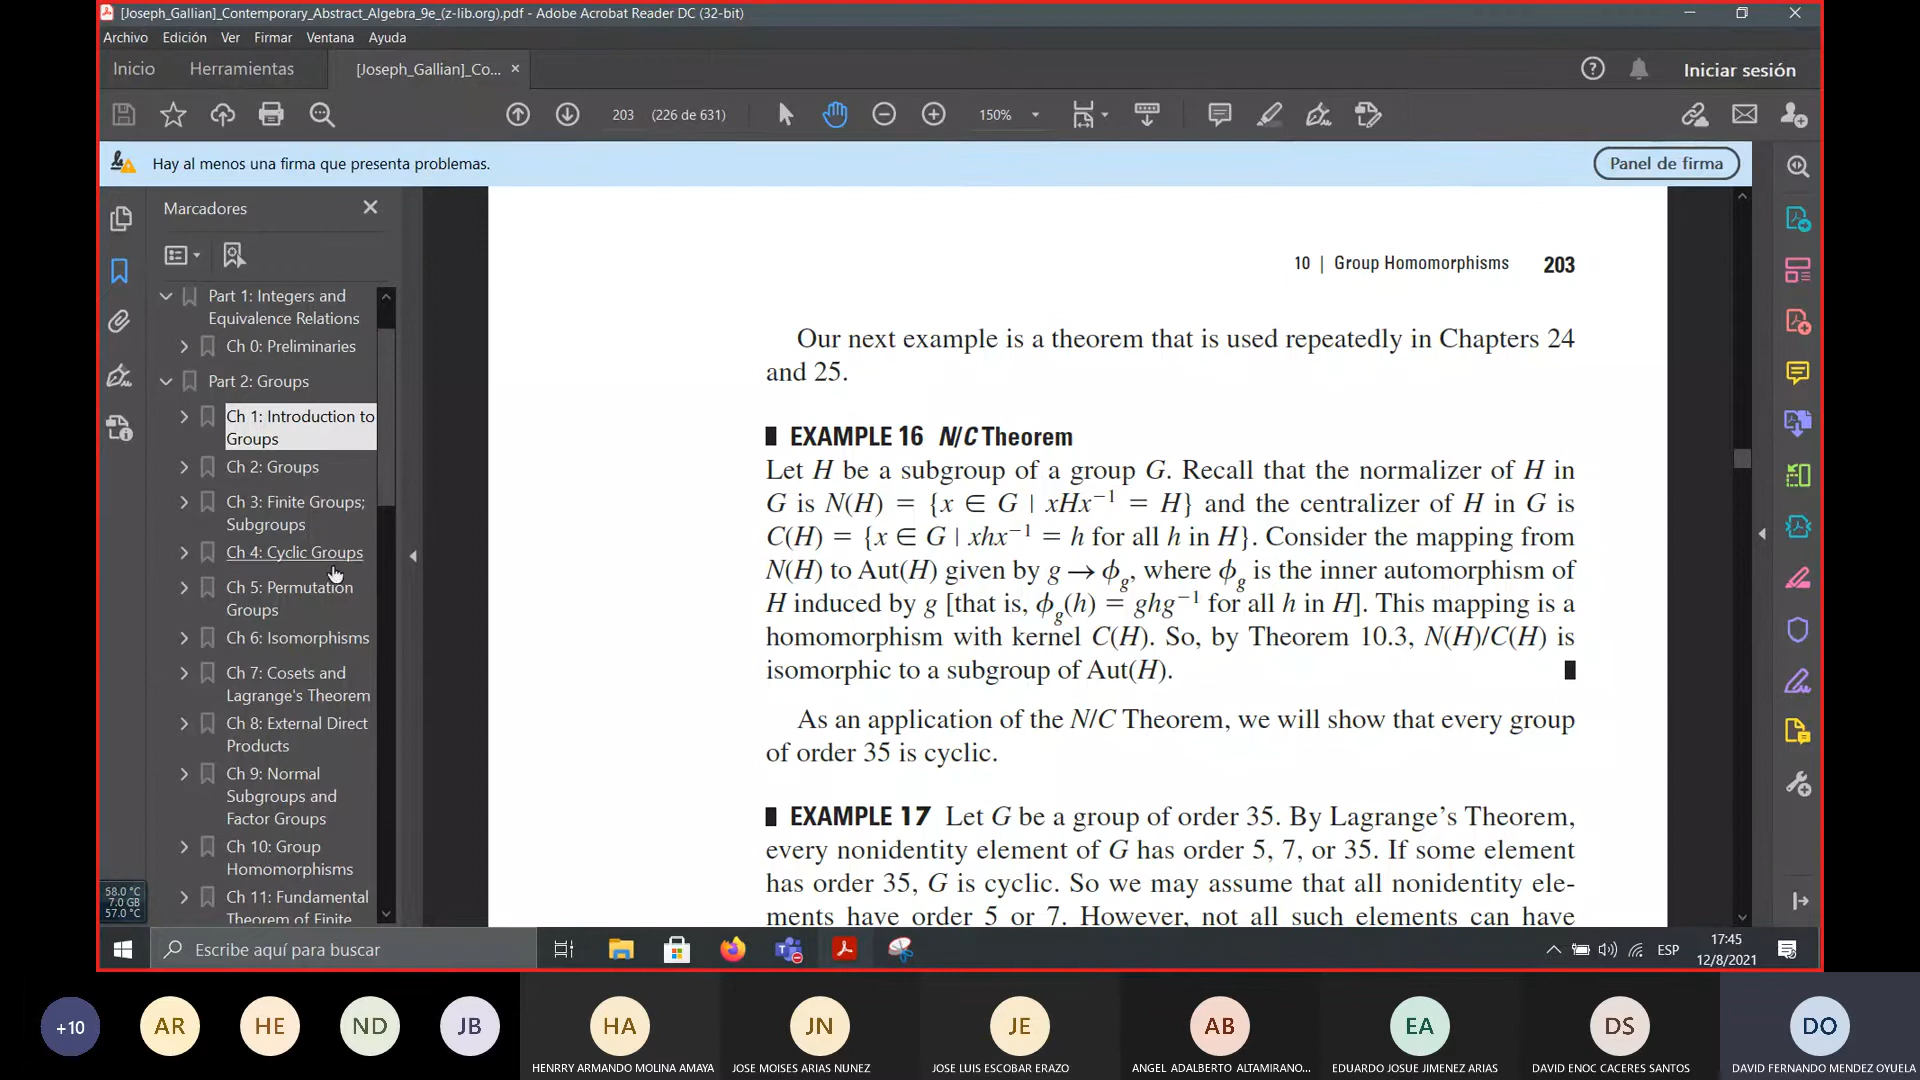 [Joseph_Gallian]_Contemporary_Abstract_Algebra_9e_(z-lib.org).pdf - Adobe Acrobat Reader DC (32-bit)
Archivo Edición Ver Firmar Ventana Ayuda
Inicio Herramientas [Joseph_Gallian]_Co... × Iniciar sesión
203 (226 de 631) 150%
Hay al menos una firma que presenta problemas. Panel de firma
Marcadores
Part 1: Integers and
Equivalence Relations
Ch 0: Preliminaries
Part 2: Groups
Ch 1: Introduction to
Groups
Ch 2: Groups
Ch 3: Finite Groups;
Subgroups
Ch 4: Cyclic Groups
Ch 5: Permutation
Groups
Ch 6: Isomorphisms
Ch 7: Cosets and
Lagrange's Theorem
Ch 8: External Direct
Products
Ch 9: Normal
Subgroups and
Factor Groups
Ch 10: Group
Homomorphisms
Ch 11: Fundamental
Theorem of Finite
10 | Group Homomorphisms 203
Our next example is a theorem that is used repeatedly in Chapters 24
and 25.
EXAMPLE 16 N/C Theorem
Let H be a subgroup of a group G. Recall that the normalizer of H in
G is N(H) = {x ∈ G | xHx⁻¹ = H} and the centralizer of H in G is
C(H) = {x ∈ G | xhx⁻¹ = h for all h in H}. Consider the mapping from
N(H) to Aut(H) given by g → ϕg, where ϕg is the inner automorphism of
H induced by g [that is, ϕg(h) = ghg⁻¹ for all h in H]. This mapping is a
homomorphism with kernel C(H). So, by Theorem 10.3, N(H)/C(H) is
isomorphic to a subgroup of Aut(H).
As an application of the N/C Theorem, we will show that every group
of order 35 is cyclic.
EXAMPLE 17 Let G be a group of order 35. By Lagrange's Theorem,
every nonidentity element of G has order 5, 7, or 35. If some element
has order 35, G is cyclic. So we may assume that all nonidentity ele-
ments have order 5 or 7. However, not all such elements can have
58.0 °C
7.0 GB
57.0 °C
Escribe aquí para buscar
ESP
17:45
12/8/2021
+10 AR HE ND JB HA JN JE AB EA DS DO
HENRRY ARMANDO MOLINA AMAYA JOSE MOISES ARIAS NUNEZ JOSE LUIS ESCOBAR ERAZO ANGEL ADALBERTO ALTAMIRANO... EDUARDO JOSUE JIMENEZ ARIAS DAVID ENOC CACERES SANTOS DAVID FERNANDO MENDEZ OYUELA